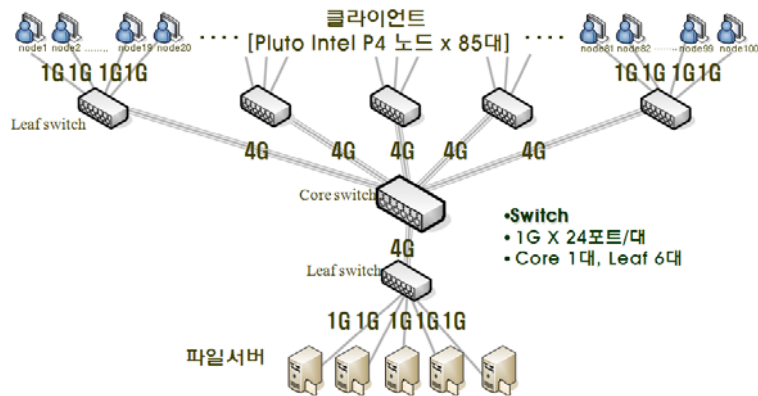 클라이언트
[Pluto Intel P4 노드 x 85대]
node1 node2 ........ node19 node20 .... .... node81 node82 ........ node99 node100
1G 1G 1G 1G 1G 1G 1G 1G
Leaf switch
4G 4G 4G 4G 4G
Core switch
•Switch
• 1G X 24포트/대
• Core 1대, Leaf 6대
4G
Leaf switch
1G 1G 1G 1G 1G
파일서버